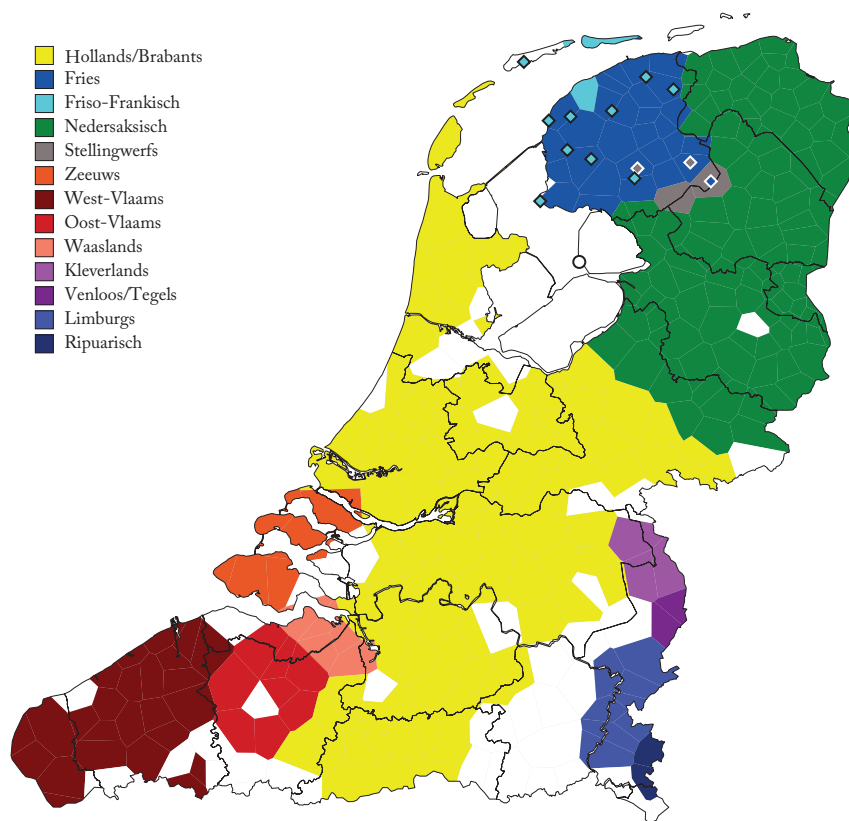 Hollands/Brabants
Fries
Friso-Frankisch
Nedersaksisch
Stellingwerfs
Zeeuws
West-Vlaams
Oost-Vlaams
Waaslands
Kleverlands
Venloos/Tegels
Limburgs
Ripuarisch